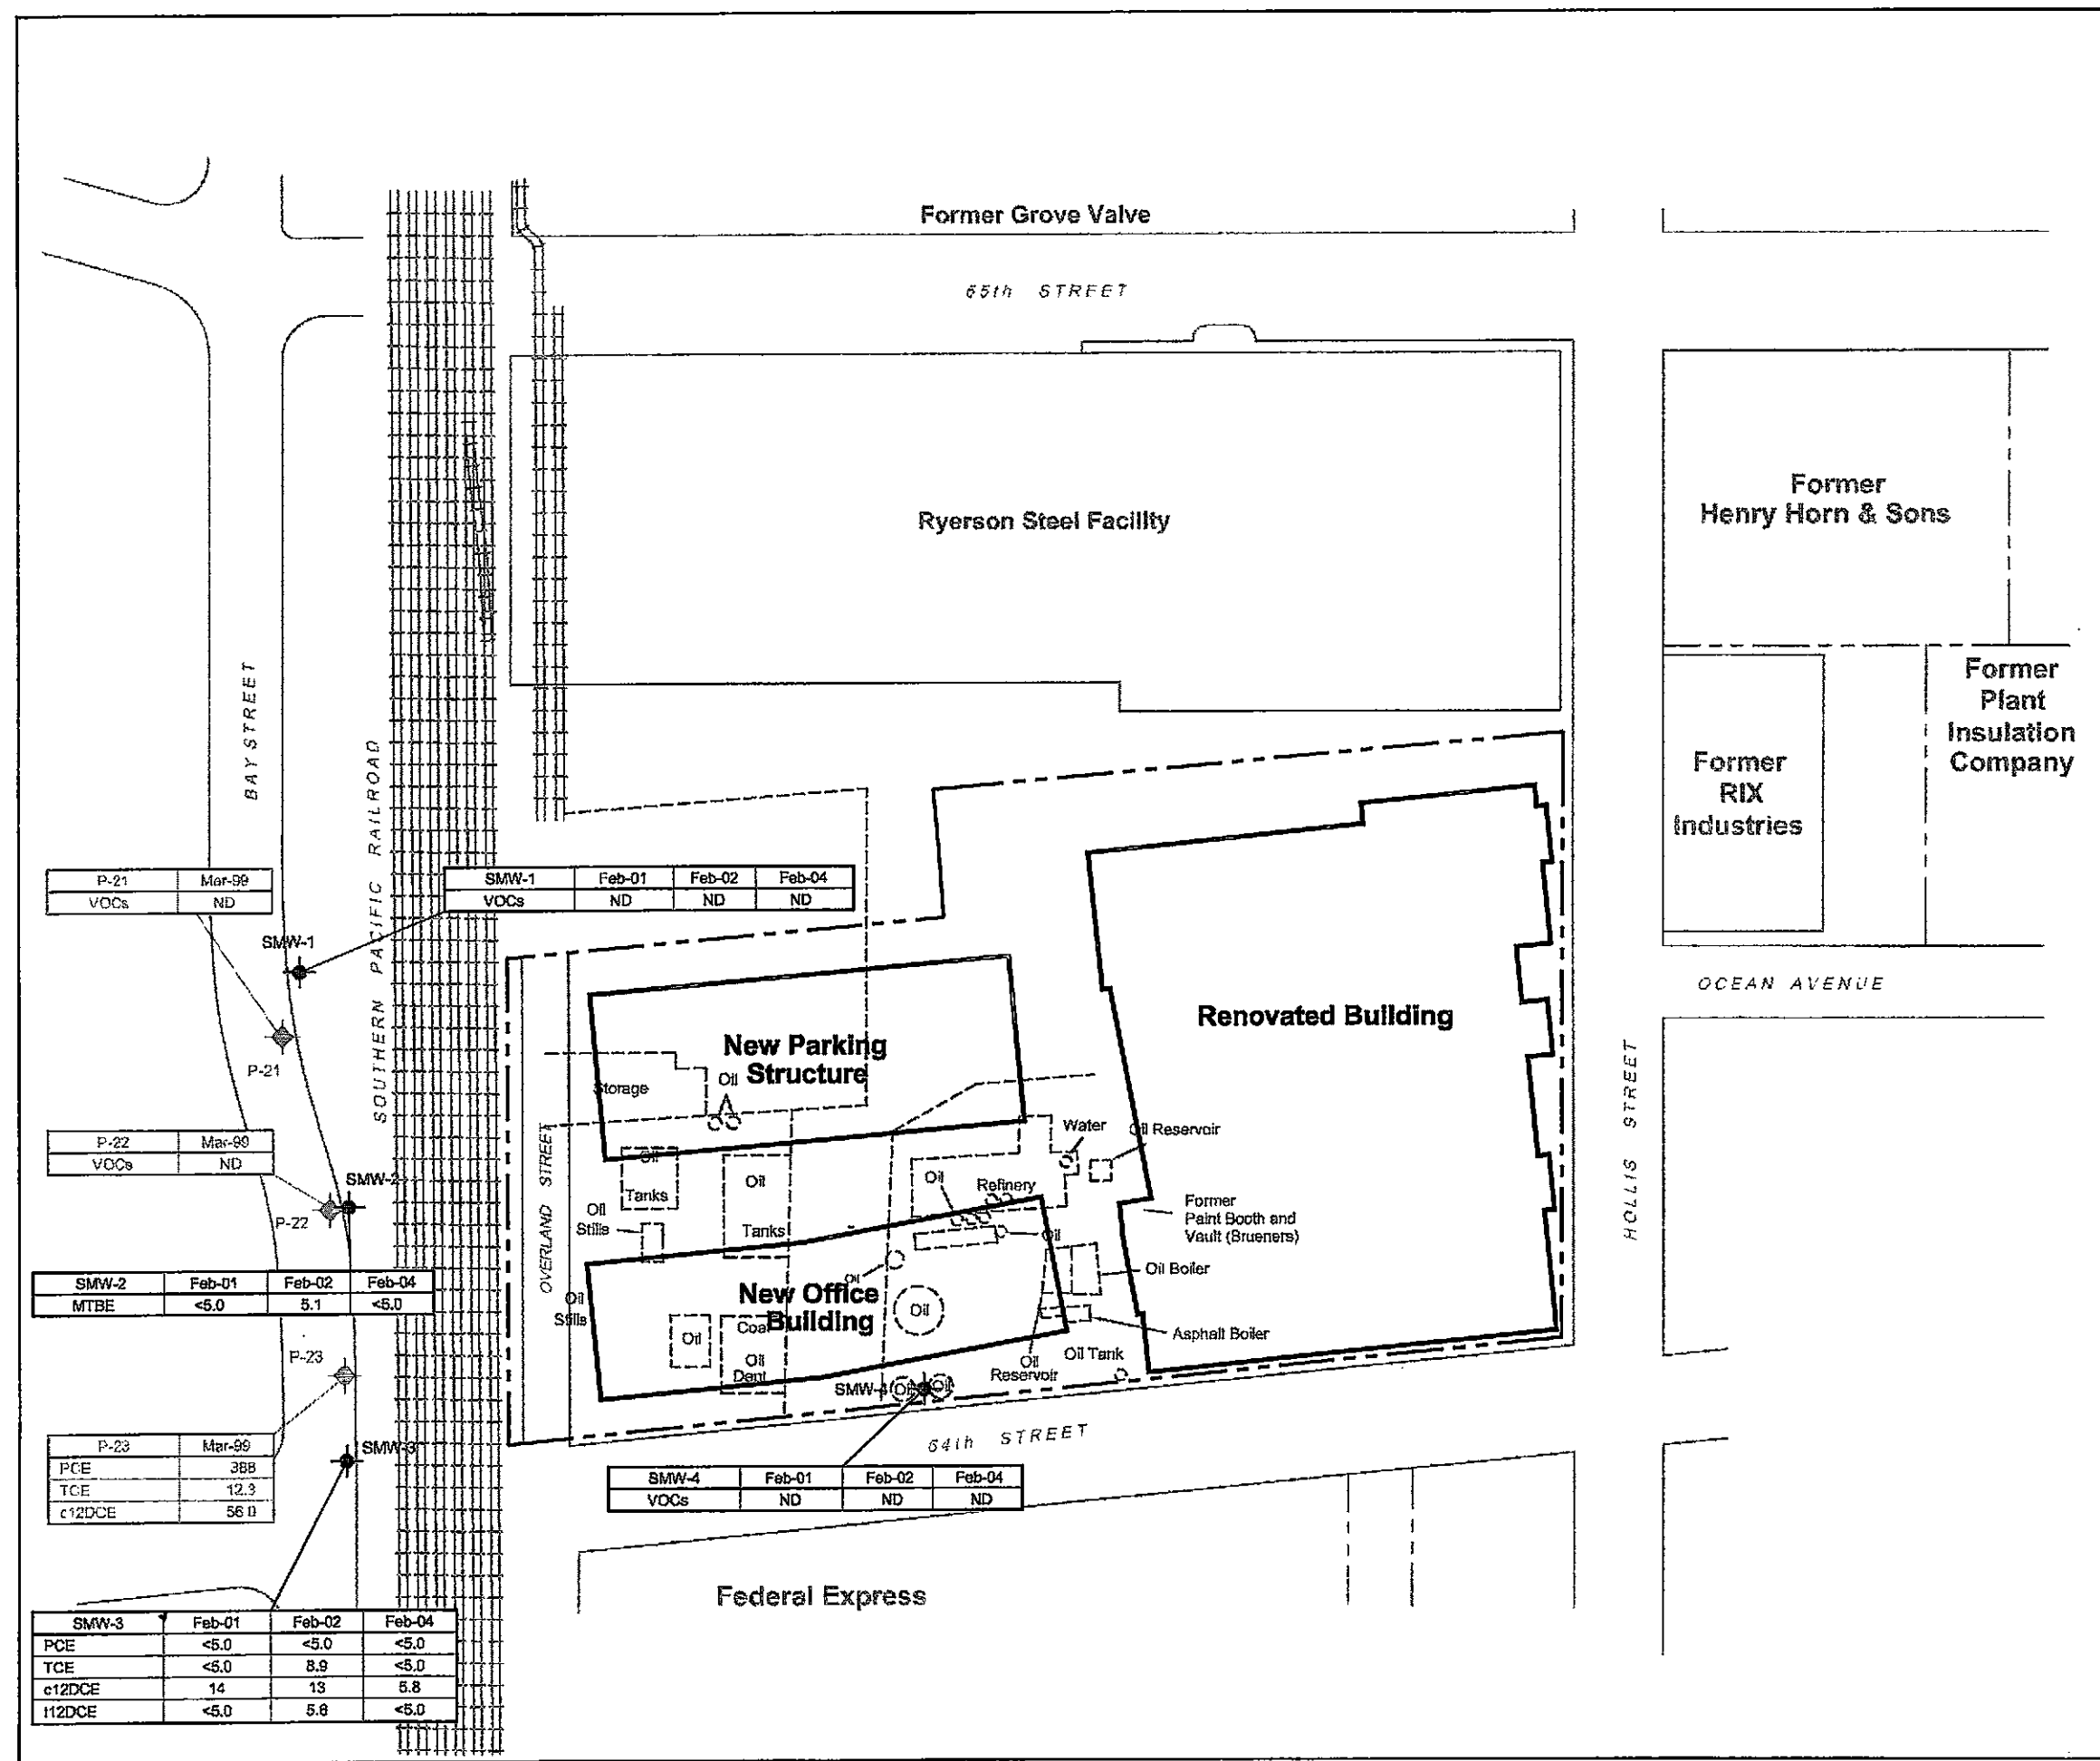 Former Grove Valve
65th STREET
Ryerson Steel Facility
Former
Henry Horn & Sons
Former
Plant
Insulation
Company
Former
RIX
Industries
BAY STREET
SOUTHERN PACIFIC RAILROAD
P-21 Mar-99
VOCs ND
SMW-1 Feb-01 Feb-02 Feb-04
VOCs ND ND ND
SMW-1
P-21
OCEAN AVENUE
HOLLIS STREET
Renovated Building
New Parking
Structure
Storage
Oil
OVERLAND STREET
Water
Oil Reservoir
Oil
Tanks
Oil
Tanks
Oil
Stills
Oil
Refinery
Oil
Former
Paint Booth and
Vault (Brueners)
Oil Boiler
Asphalt Boiler
P-22 Mar-99
VOCs ND
SMW-2
P-22
SMW-2 Feb-01 Feb-02 Feb-04
MTBE <5.0 5.1 <5.0
New Office
Building
Oil
Oil
Stills
Oil
Oil
Coal
Oil
Dent
Oil
Reservoir
Oil Tank
SMW-4
Oil
Oil
P-23
P-23 Mar-99
PCE 388
TCE 12.3
c12DCE 56.0
SMW-3
64th STREET
SMW-4 Feb-01 Feb-02 Feb-04
VOCs ND ND ND
Federal Express
SMW-3 Feb-01 Feb-02 Feb-04
PCE <5.0 <5.0 <5.0
TCE <5.0 8.9 <5.0
c12DCE 14 13 5.8
t12DCE <5.0 5.8 <5.0